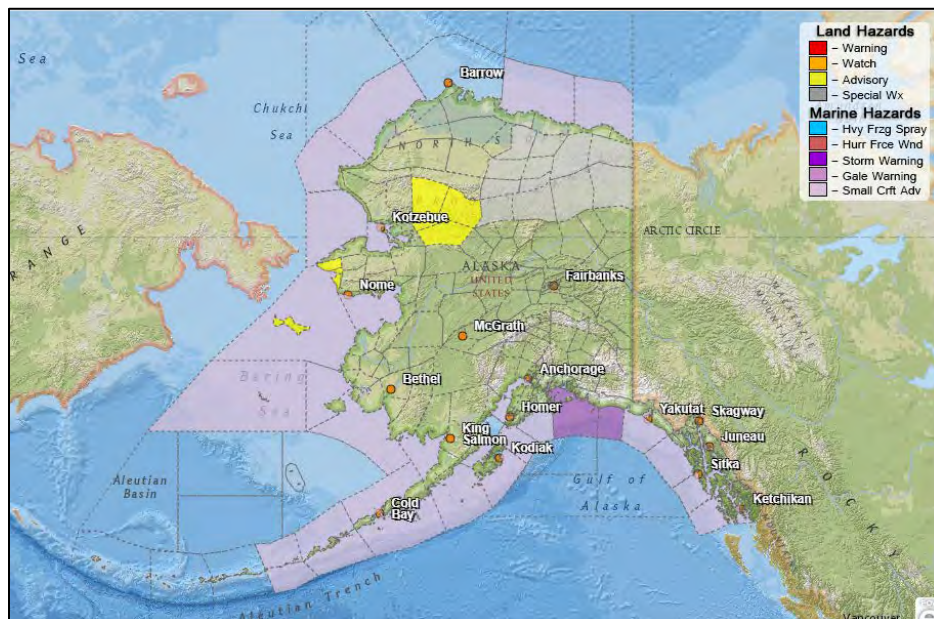 Sea
Chukchi
Sea
Barrow
Land Hazards
– Warning
– Watch
– Advisory
– Special Wx
Marine Hazards
– Hvy Frzg Spray
– Hurr Frce Wnd
– Storm Warning
– Gale Warning
– Small Crft Adv
NORTH S
Kotzebue
RANGE
ARCTIC CIRCLE
ALASKA
UNITED
STATES
Fairbanks
Nome
MACKENZIE
MOUNTAINS
McGrath
Anchorage
Bethel
Bering
Sea
Homer
Yakutat
Skagway
King
Salmon
Juneau
Kodiak
Sitka
Aleutian
Basin
Gulf of
Alaska
Cold
Bay
Ketchikan
ROCKY
Aleutian Trench
Vancouver